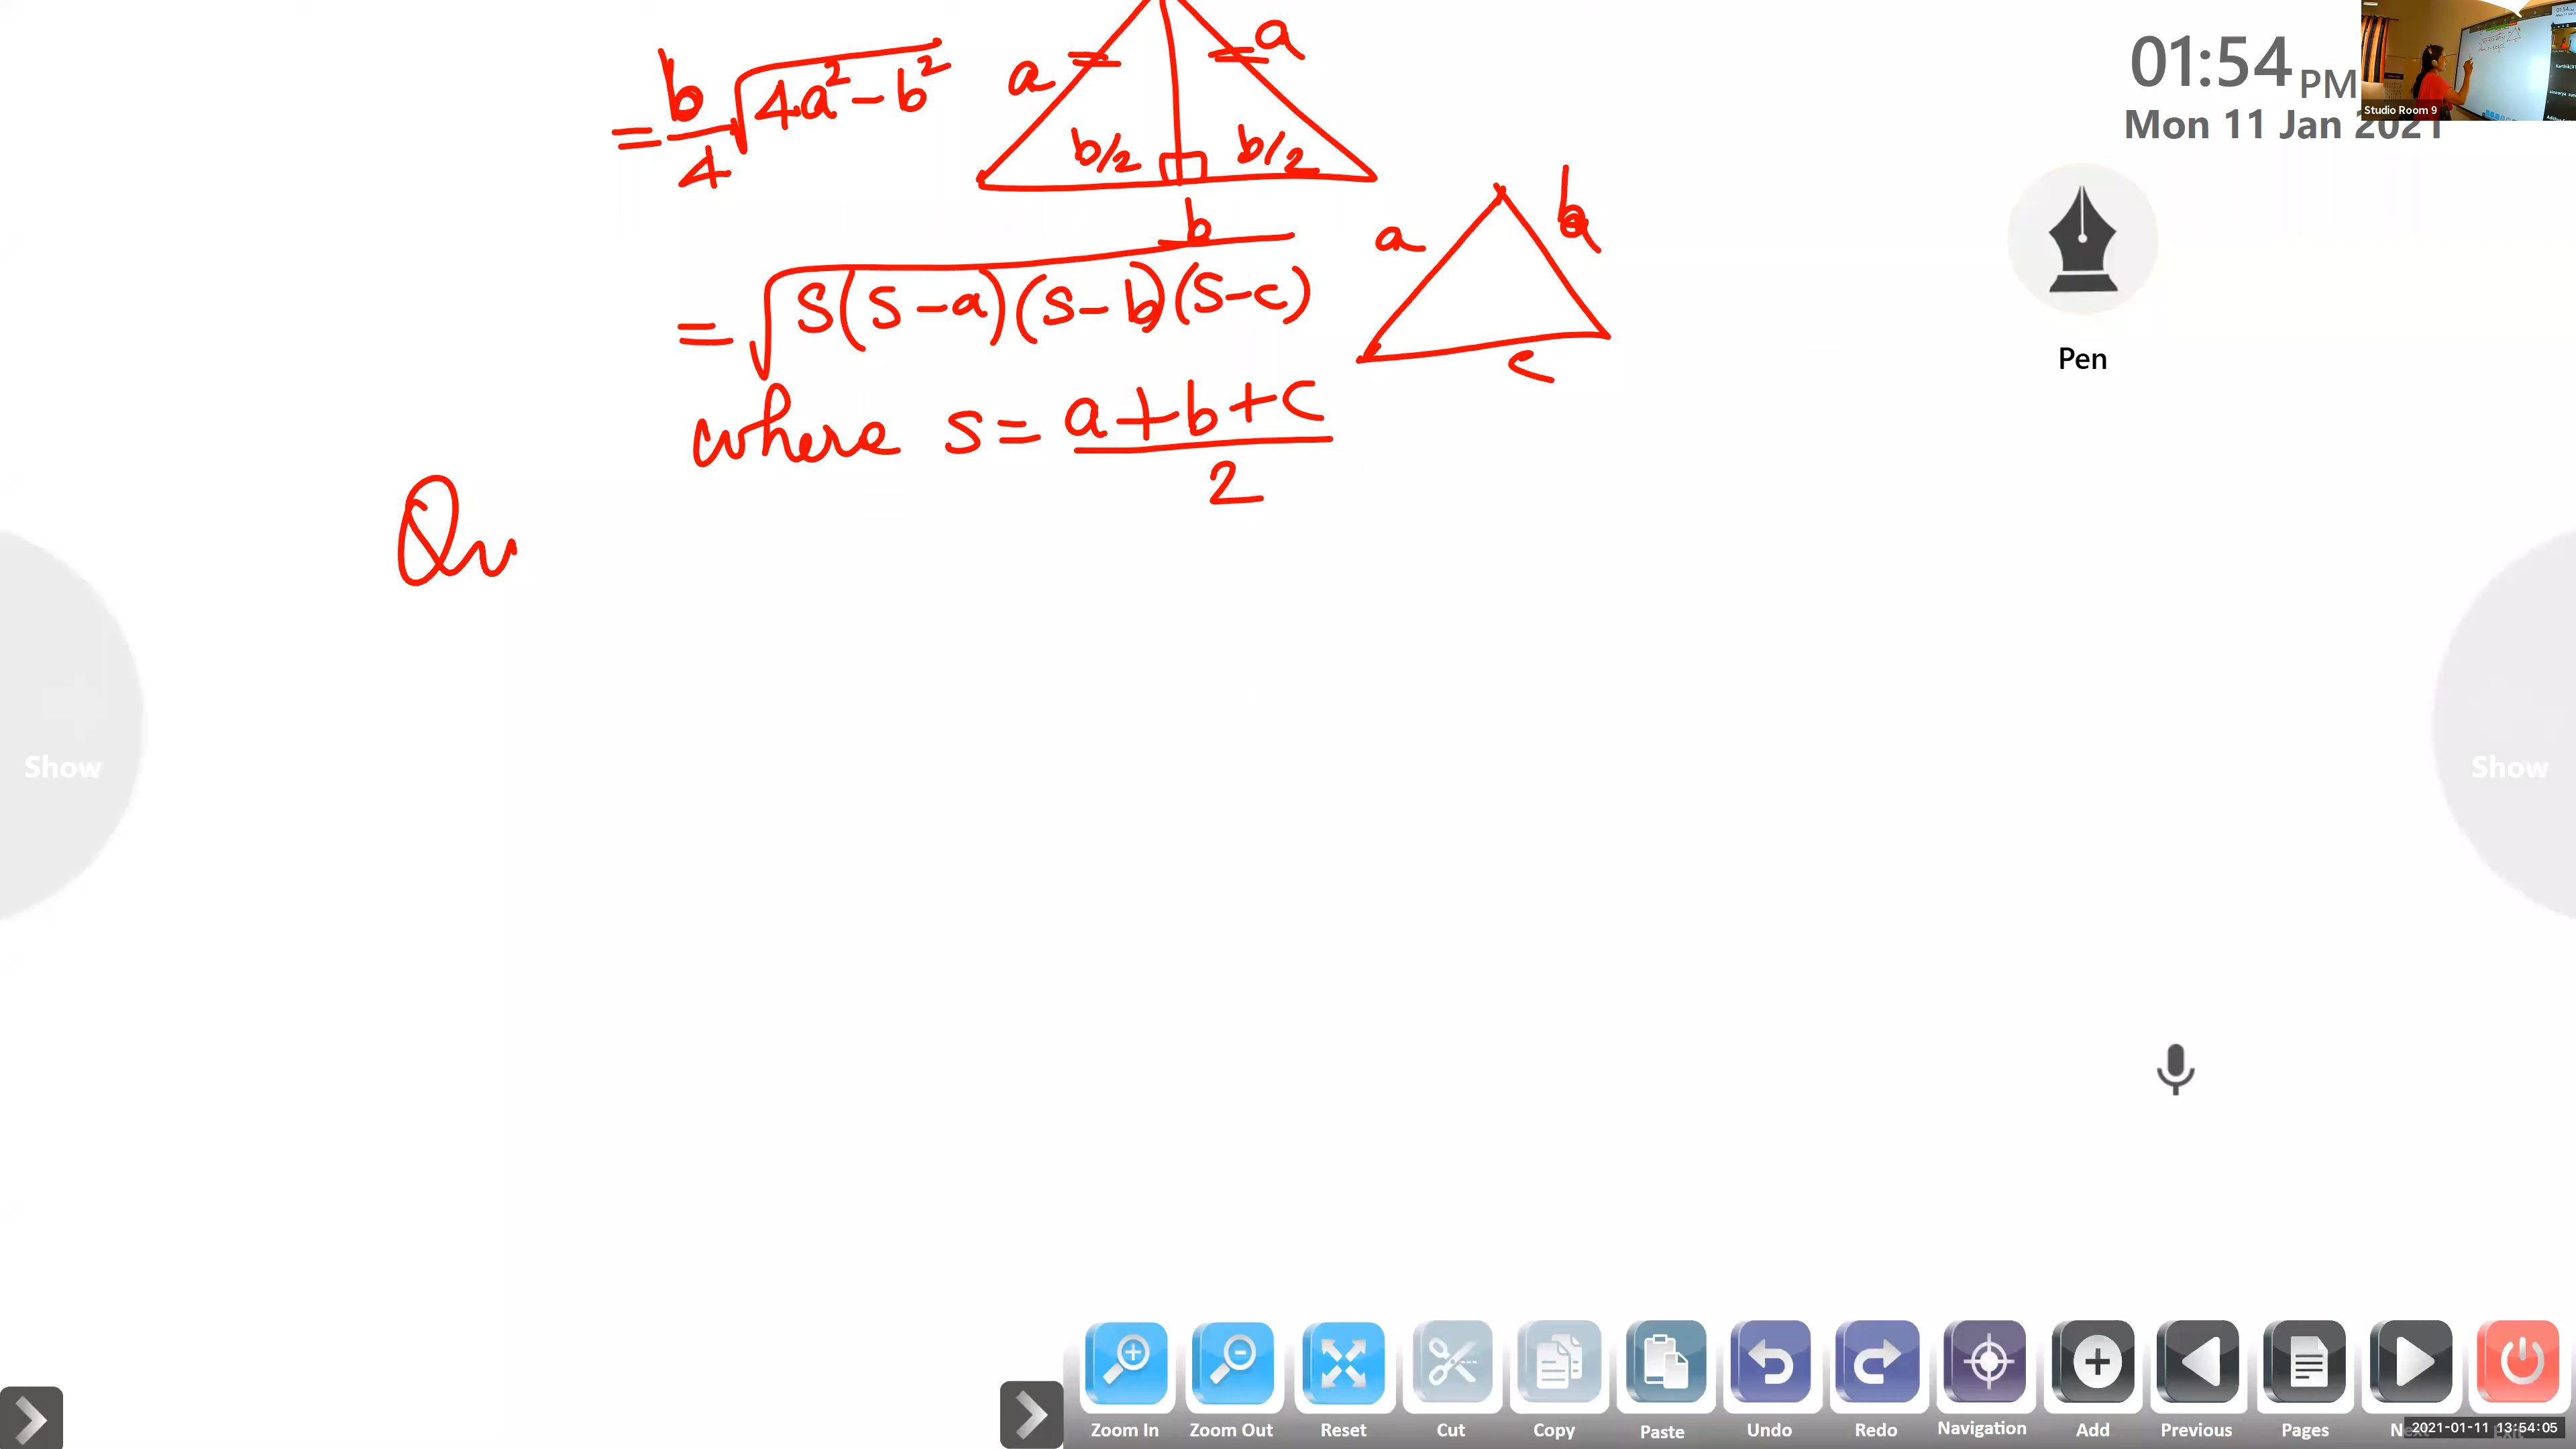 = b/4 √(4a² - b²)
a
a
b/2
b/2
b
= √(S(S-a)(S-b)(S-c))
a
b
c
where s = (a+b+c)/2
Qu
01:54 PM
Mon 11 Jan 2021
Studio Room 9
Pen
Show
Show
Zoom In
Zoom Out
Reset
Cut
Copy
Paste
Undo
Redo
Navigation
Add
Previous
Pages
2021-01-11 13:54:05